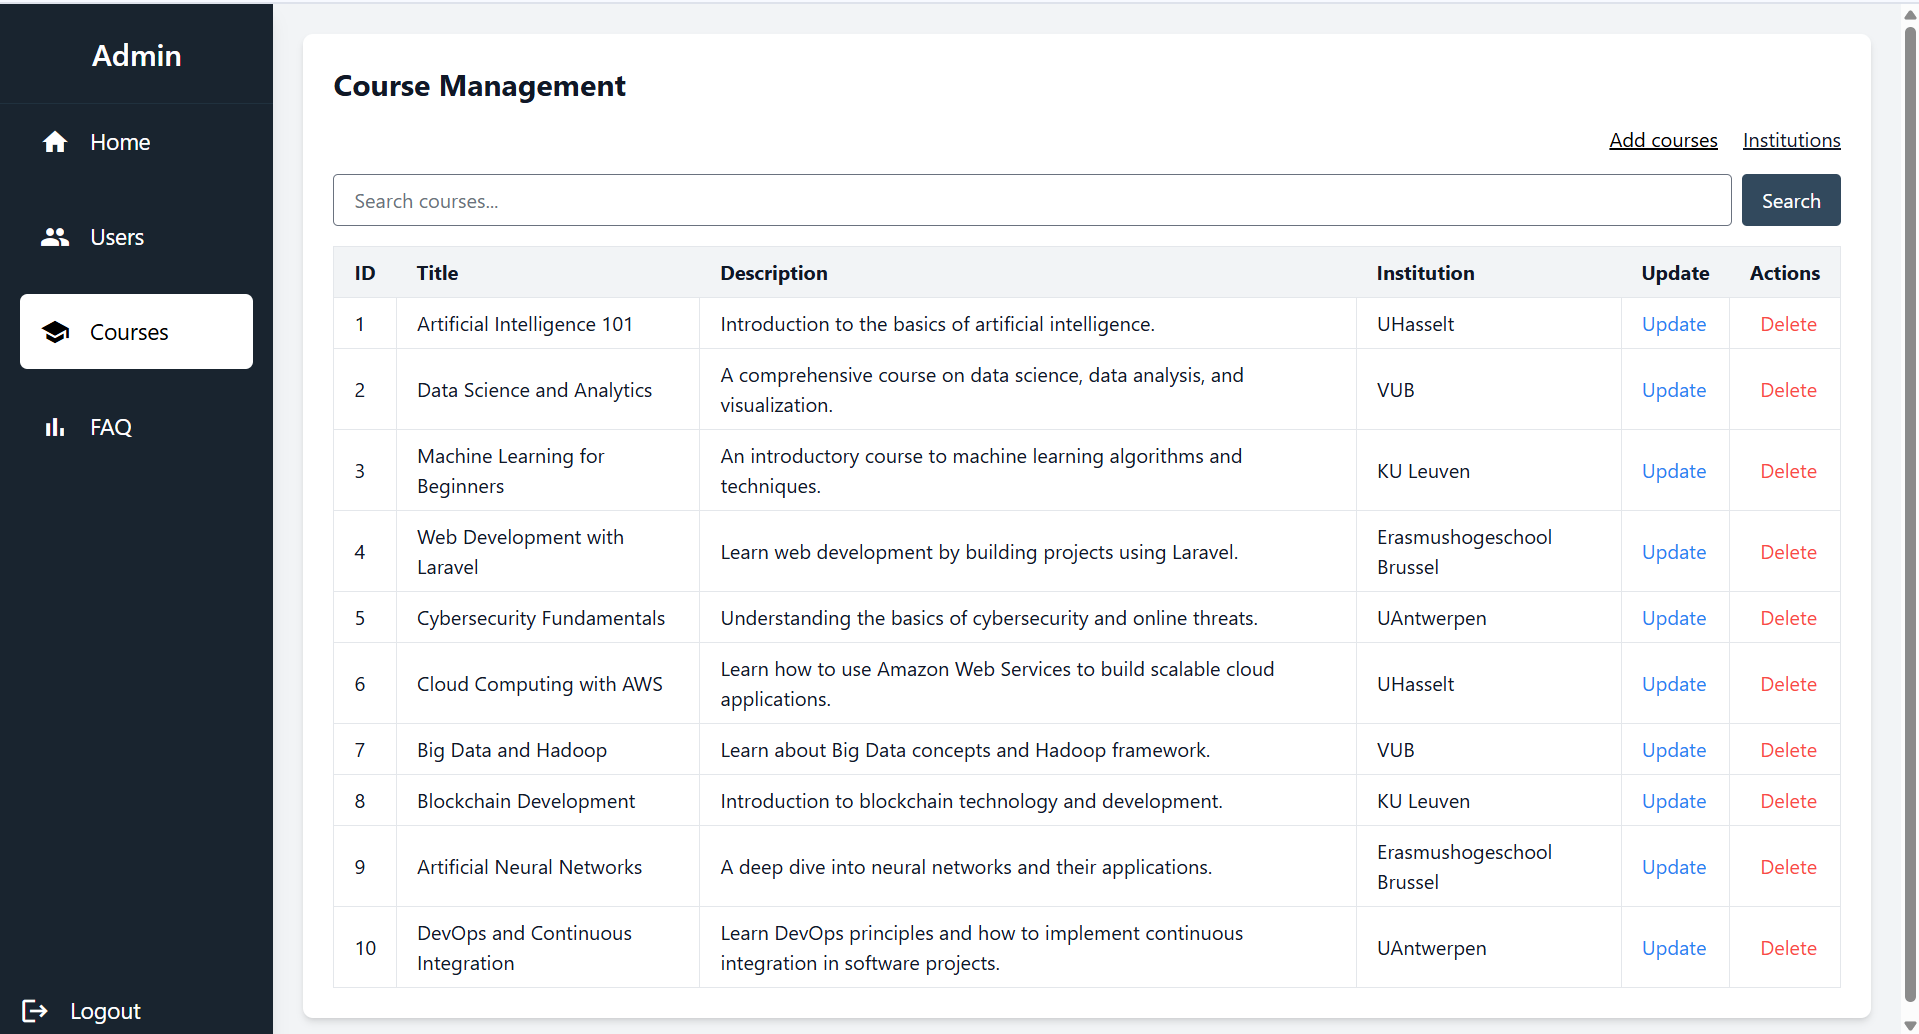 Admin
Home
Users
Courses
FAQ
Logout
Course Management
Add courses Institutions
Search courses... Search
ID Title Description Institution Update Actions
1 Artificial Intelligence 101 Introduction to the basics of artificial intelligence. UHasselt Update Delete
2 Data Science and Analytics A comprehensive course on data science, data analysis, and
visualization. VUB Update Delete
3 Machine Learning for
Beginners An introductory course to machine learning algorithms and
techniques. KU Leuven Update Delete
4 Web Development with
Laravel Learn web development by building projects using Laravel. Erasmushogeschool
Brussel Update Delete
5 Cybersecurity Fundamentals Understanding the basics of cybersecurity and online threats. UAntwerpen Update Delete
6 Cloud Computing with AWS Learn how to use Amazon Web Services to build scalable cloud
applications. UHasselt Update Delete
7 Big Data and Hadoop Learn about Big Data concepts and Hadoop framework. VUB Update Delete
8 Blockchain Development Introduction to blockchain technology and development. KU Leuven Update Delete
9 Artificial Neural Networks A deep dive into neural networks and their applications. Erasmushogeschool
Brussel Update Delete
10 DevOps and Continuous
Integration Learn DevOps principles and how to implement continuous
integration in software projects. UAntwerpen Update Delete